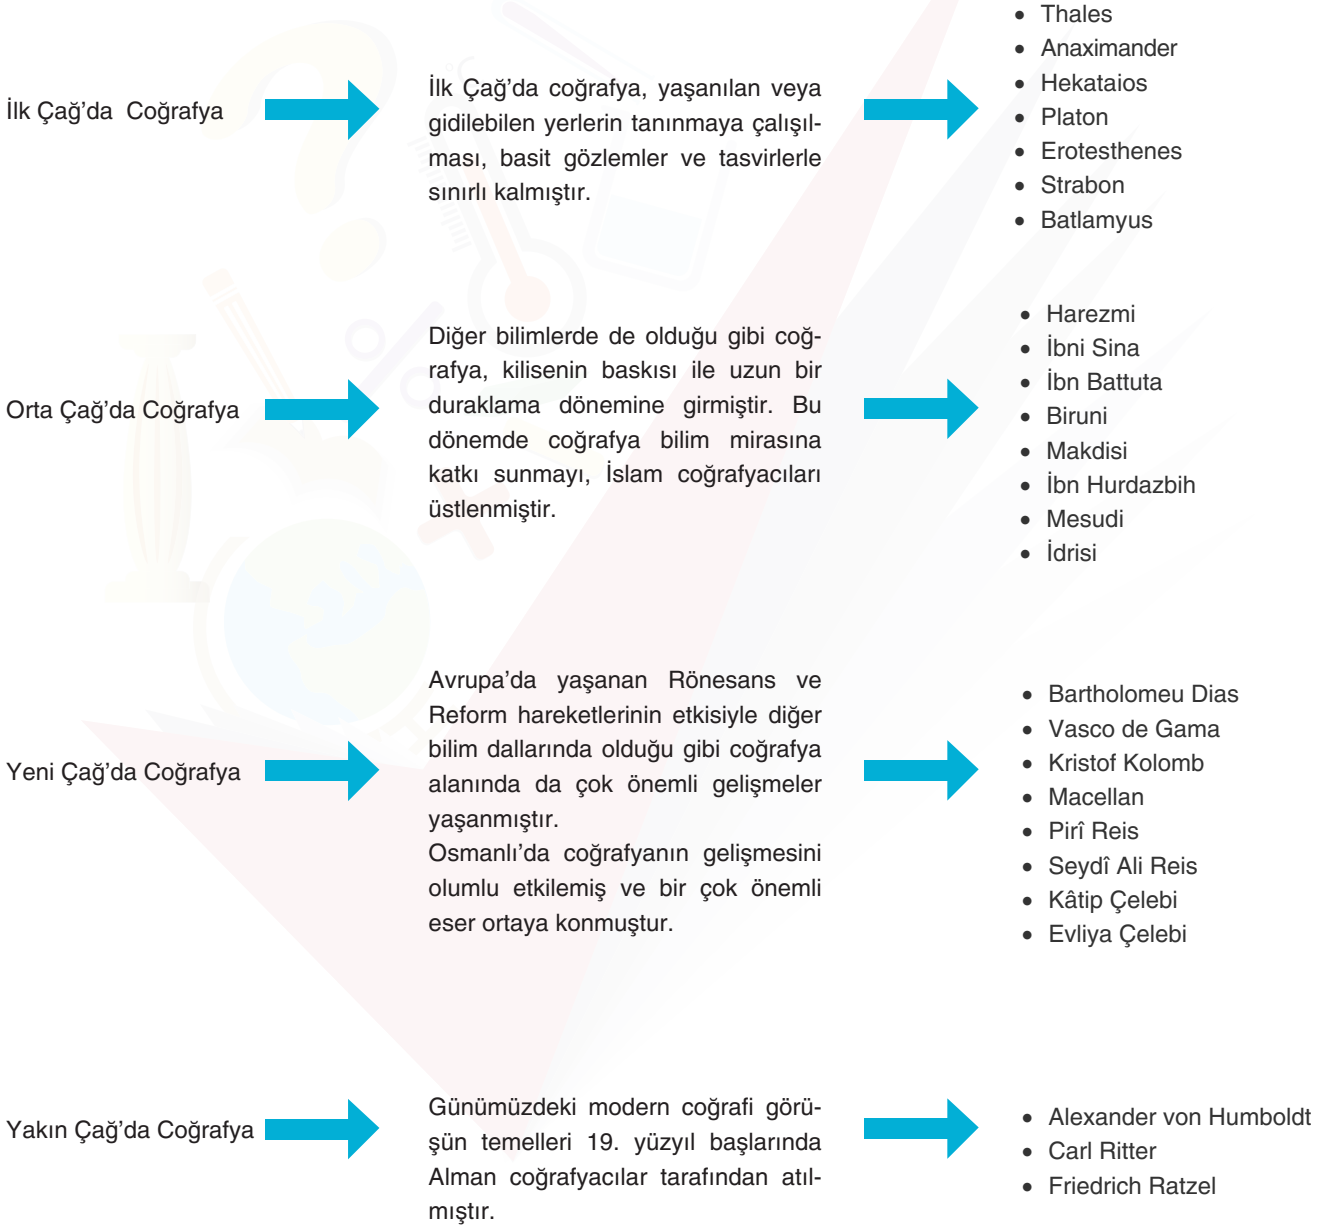 İlk Çağ’da  Coğrafya
İlk Çağ’da coğrafya, yaşanılan veya
gidilebilen yerlerin tanınmaya çalışıl-
ması, basit gözlemler ve tasvirlerle
sınırlı kalmıştır.
• Thales
• Anaximander
• Hekataios
• Platon
• Erotesthenes
• Strabon
• Batlamyus
Orta Çağ’da Coğrafya
Diğer bilimlerde de olduğu gibi coğ-
rafya, kilisenin baskısı ile uzun bir
duraklama dönemine girmiştir. Bu
dönemde coğrafya bilim mirasına
katkı sunmayı, İslam coğrafyacıları
üstlenmiştir.
• Harezmi
• İbni Sina
• İbn Battuta
• Biruni
• Makdisi
• İbn Hurdazbih
• Mesudi
• İdrisi
Yeni Çağ’da Coğrafya
Avrupa’da yaşanan Rönesans ve
Reform hareketlerinin etkisiyle diğer
bilim dallarında olduğu gibi coğrafya
alanında da çok önemli gelişmeler
yaşanmıştır.
Osmanlı’da coğrafyanın gelişmesini
olumlu etkilemiş ve bir çok önemli
eser ortaya konmuştur.
• Bartholomeu Dias
• Vasco de Gama
• Kristof Kolomb
• Macellan
• Pirî Reis
• Seydî Ali Reis
• Kâtip Çelebi
• Evliya Çelebi
Yakın Çağ’da Coğrafya
Günümüzdeki modern coğrafi görü-
şün temelleri 19. yüzyıl başlarında
Alman coğrafyacılar tarafından atıl-
mıştır.
• Alexander von Humboldt
• Carl Ritter
• Friedrich Ratzel